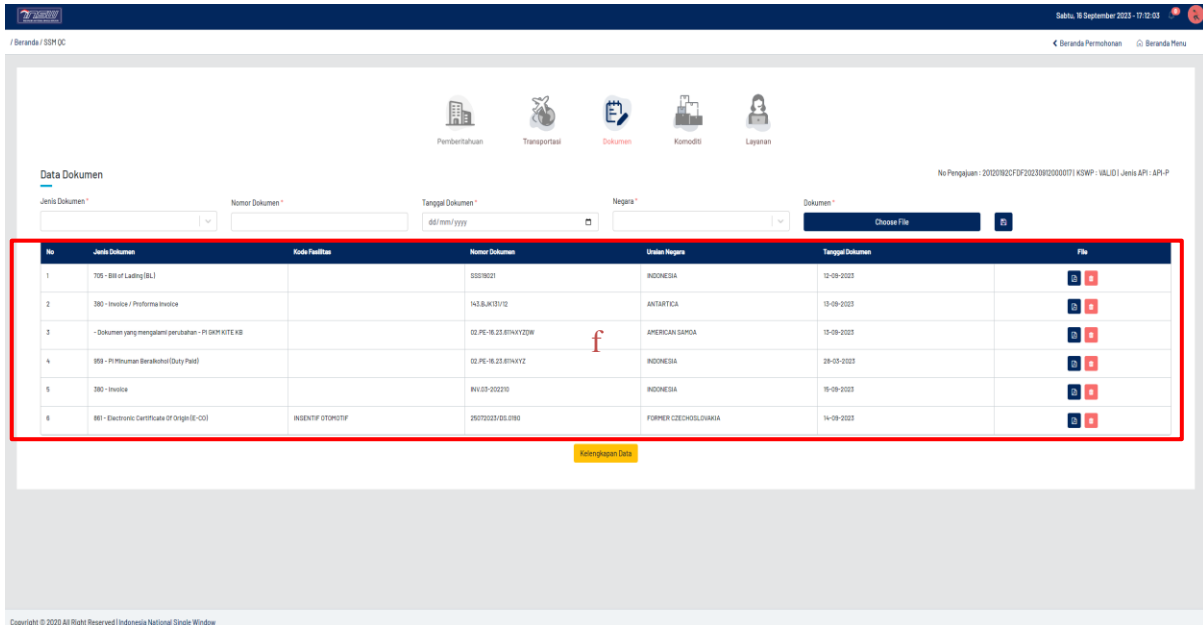 Sabtu, 16 September 2023 - 17:12:03
/ Beranda / SSM QC
Beranda Permohonan
Beranda Menu
Pemberitahuan
Transportasi
Dokumen
Komoditi
Layanan
Data Dokumen
No Pengajuan : 20120192CFDF20230912000017 | KSWP : VALID | Jenis API : API-P
Jenis Dokumen *
Nomor Dokumen *
Tanggal Dokumen *
Negara *
Dokumen *
dd/mm/yyyy
Choose File
No Jenis Dokumen Kode Fasilitas Nomor Dokumen Uraian Negara Tanggal Dokumen File
1 705 - Bill of Lading (BL) SSS19021 INDONESIA 12-09-2023
2 380 - Invoice / Proforma Invoice 143.BJK131/12 ANTARTICA 13-09-2023
3 - Dokumen yang mengalami perubahan - PI GKM KITE KB 02.PE-16.23.6114XYZQW AMERICAN SAMOA 13-09-2023
f
4 959 - PI Minuman Beralkohol (Duty Paid) 02.PE-16.23.6114XYZ INDONESIA 28-03-2023
5 380 - Invoice INV.03-202210 INDONESIA 15-09-2023
6 861 - Electronic Certificate Of Origin (E-CO) INSENTIF OTOMOTIF 25072023/DS.0190 FORMER CZECHOSLOVAKIA 14-09-2023
Kelengkapan Data
Copyright © 2020 All Right Reserved | Indonesia National Single Window